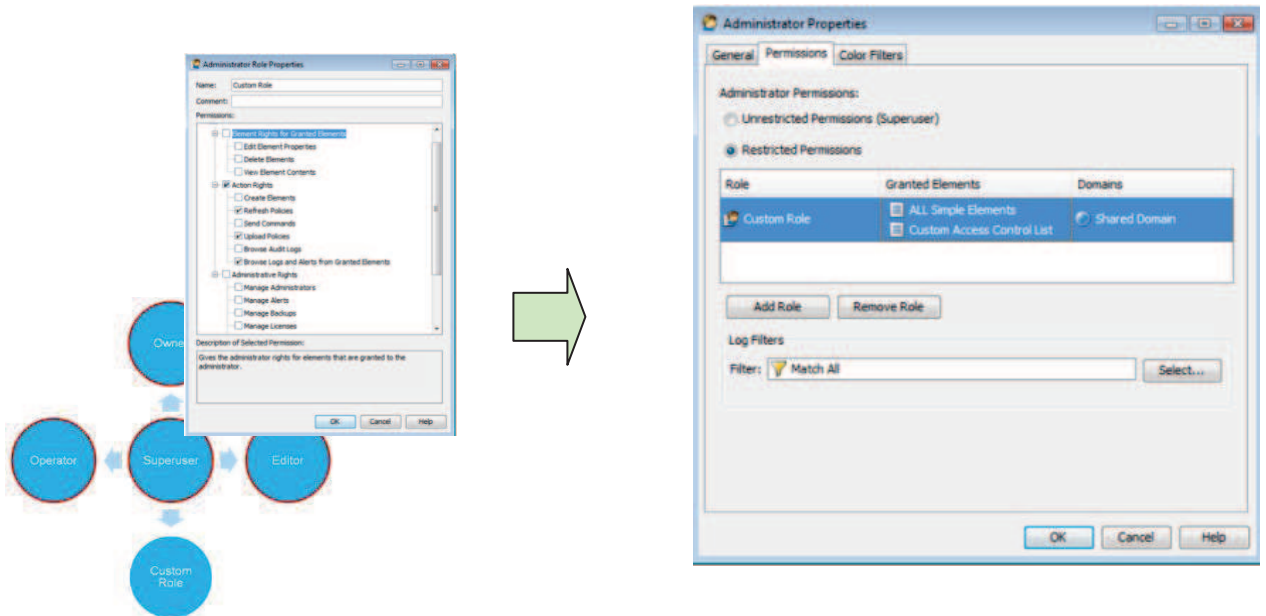 Administrator Role Properties
Name: Custom Role
Comment:
Permissions:
Element Rights for Granted Elements
Edit Element Properties
Delete Elements
View Element Contents
Action Rights
Create Elements
Refresh Policies
Send Commands
Upload Policies
Browse Audit Logs
Browse Logs and Alerts from Granted Elements
Administrative Rights
Manage Administrators
Manage Alerts
Manage Backups
Manage Licenses
Description of Selected Permission:
Gives the administrator rights for elements that are granted to the
administrator.
OK Cancel Help
Owne
Operator
Superuser
Editor
Custom
Role
Administrator Properties
General Permissions Color Filters
Administrator Permissions:
Unrestricted Permissions (Superuser)
Restricted Permissions
Role Granted Elements Domains
Custom Role
ALL Simple Elements
Custom Access Control List
Shared Domain
Add Role Remove Role
Log Filters
Filter: Match All Select...
OK Cancel Help